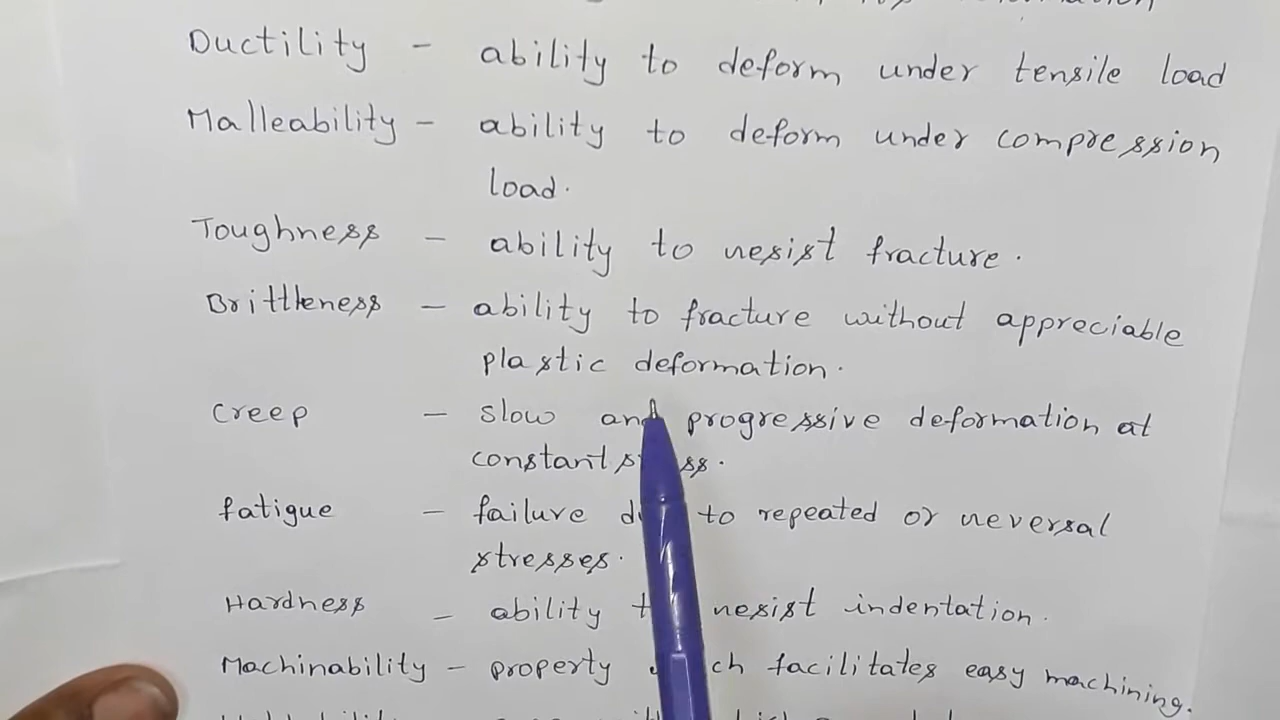 Ductility - ability to deform under tensile load
Malleability - ability to deform under compression
load.
Toughness - ability to resist fracture.
Brittleness - ability to fracture without appreciable
plastic deformation.
Creep - slow and progressive deformation at
constant
fatigue - failure to repeated or reversal
stresses.
Hardness - ability resist indentation.
Machinability - property facilitates easy machining.